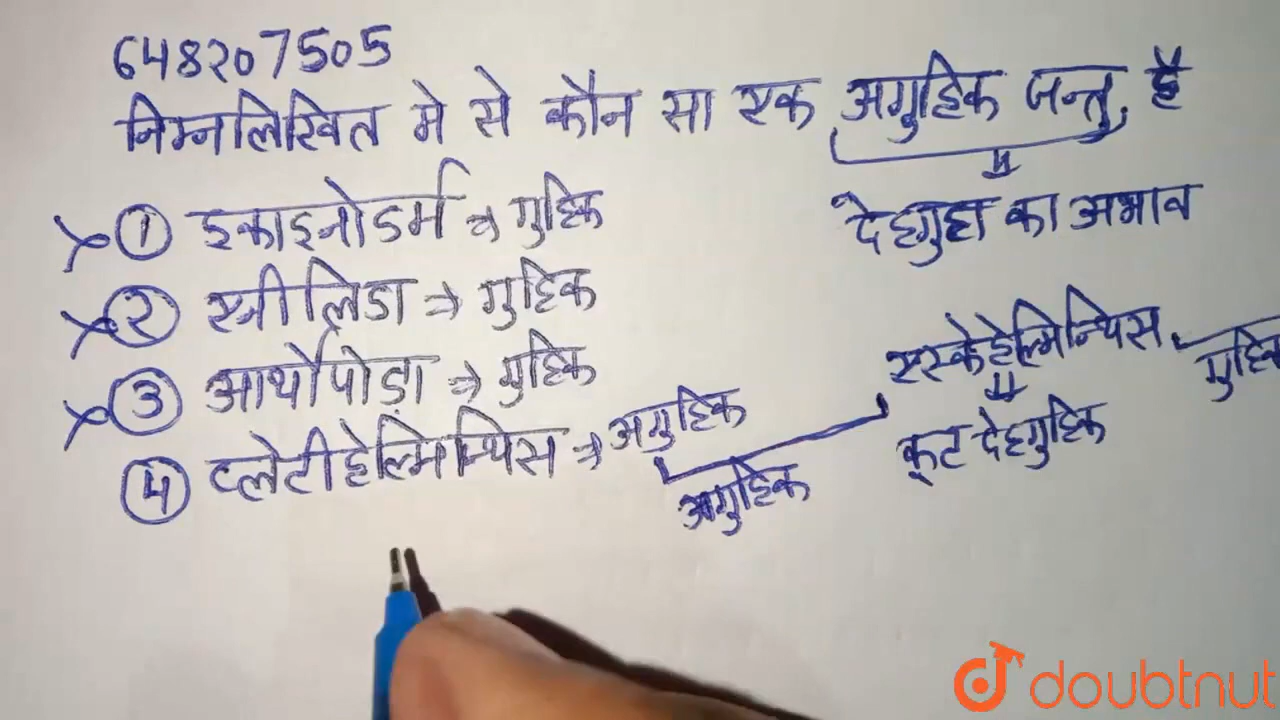 648207505
निम्नलिखित मे से कौन सा एक अगुहिक जन्तु है
देहगुहा का अभाव
① इकाइनोडर्म ⇒ गुहिक
② एनीलिडा ⇒ गुहिक
③ आर्थोपोड़ा ⇒ गुहिक
④ प्लेटीहेल्मिन्थिस ⇒ अगुहिक
अगुहिक
एस्केहेल्मिन्थिस
कूट देहगुहिक
गुहिक
doubtnut